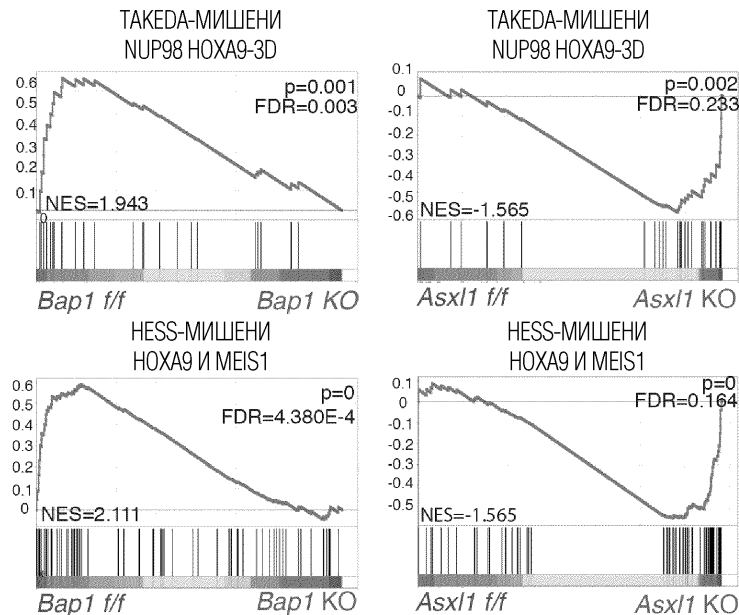 TAKEDA-МИШЕНИ
NUP98 HOXA9-3D
0.6
0.5
0.4
0.3
0.2
0.1
0
p=0.001
FDR=0.003
NES=1.943
Bap1 f/f
Bap1 KO
TAKEDA-МИШЕНИ
NUP98 HOXA9-3D
0.1
0
-0.1
-0.2
-0.3
-0.4
-0.5
-0.6
p=0.002
FDR=0.233
NES=-1.565
Asxl1 f/f
Asxl1 KO
HESS-МИШЕНИ
HOXA9 И MEIS1
0.6
0.5
0.4
0.3
0.2
0.1
0
p=0
FDR=4.380E-4
NES=2.111
Bap1 f/f
Bap1 KO
HESS-МИШЕНИ
HOXA9 И MEIS1
0.1
0
-0.1
-0.2
-0.3
-0.4
-0.5
p=0
FDR=0.164
NES=-1.565
Asxl1 f/f
Asxl1 KO